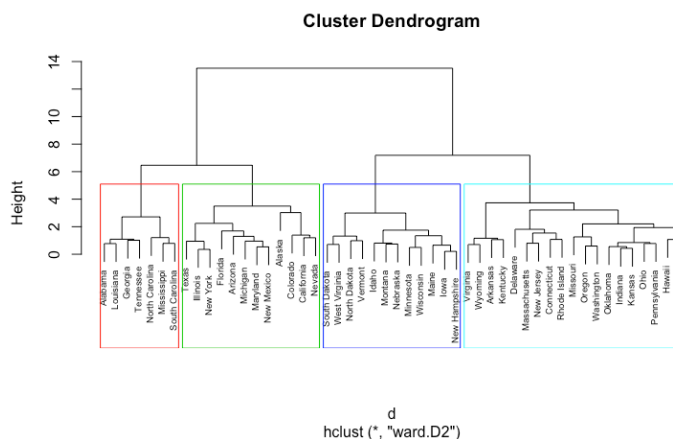 Cluster Dendrogram
Height
14
12
10
8
6
4
2
0
Alabama
Louisiana
Georgia
Tennessee
North Carolina
Mississippi
South Carolina
Texas
Illinois
New York
Florida
Arizona
Michigan
Maryland
New Mexico
Alaska
Colorado
California
Nevada
South Dakota
West Virginia
North Dakota
Vermont
Idaho
Montana
Nebraska
Minnesota
Wisconsin
Maine
Iowa
New Hampshire
Virginia
Wyoming
Arkansas
Kentucky
Delaware
Massachusetts
New Jersey
Connecticut
Rhode Island
Missouri
Oregon
Washington
Oklahoma
Indiana
Kansas
Ohio
Pennsylvania
Hawaii
d
hclust (*, "ward.D2")